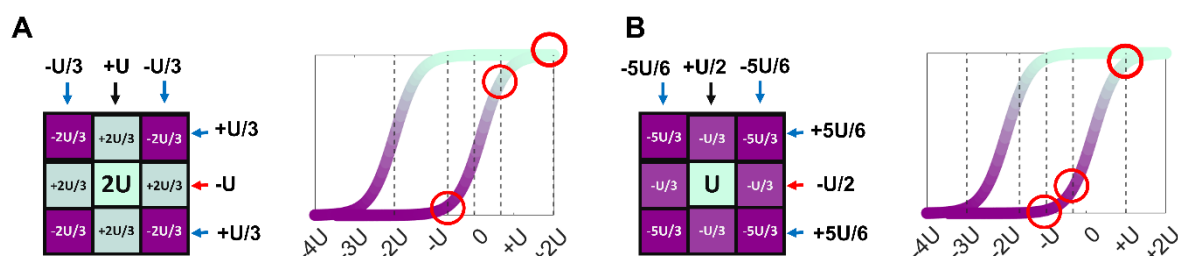 A
-U/3 +U -U/3
-2U/3 +2U/3 -2U/3 +U/3
+2U/3 2U +2U/3 -U
-2U/3 +2U/3 -2U/3 +U/3
-4U -3U -2U -U 0 +U +2U
B
-5U/6 +U/2 -5U/6
-5U/3 -U/3 -5U/3 +5U/6
-U/3 U -U/3 -U/2
-5U/3 -U/3 -5U/3 +5U/6
-4U -3U -2U -U 0 +U +2U